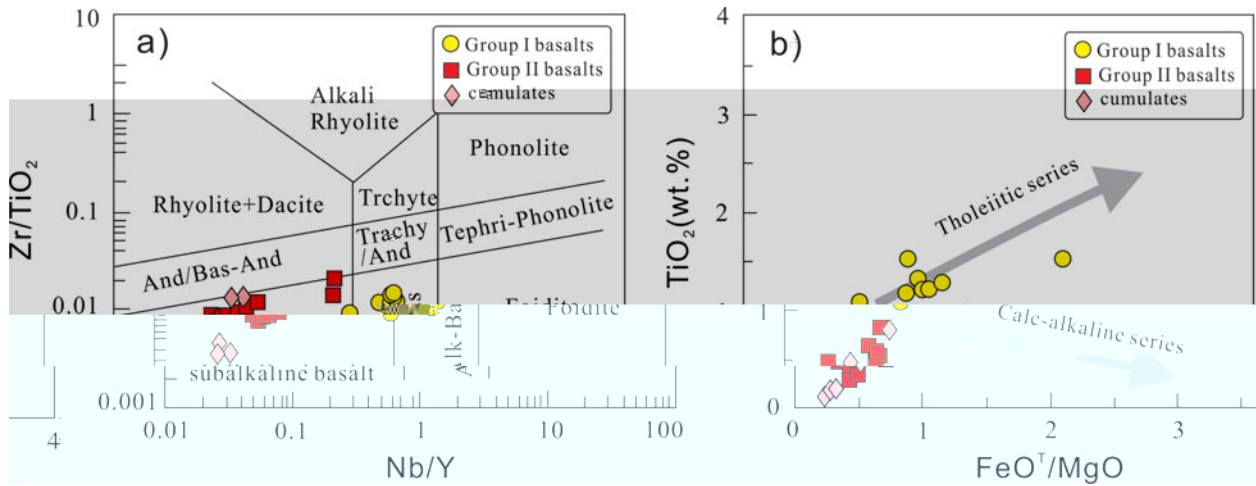 a)
10
1
0.1
0.01
0.001
Zr/TiO₂
Group I basalts
Group II basalts
cumulates
Alkali
Rhyolite
Phonolite
Rhyolite+Dacite
Trchyte
Trachy
/And
Tephri-Phonolite
And/Bas-And
subalkaline basalt
0.01
0.1
1
10
100
Nb/Y
4
b)
5
4
3
2
1
0
TiO₂(wt.%)
Group I basalts
Group II basalts
cumulates
Tholeiitic series
Calc-alkaline series
0
1
2
3
FeOᵀ/MgO